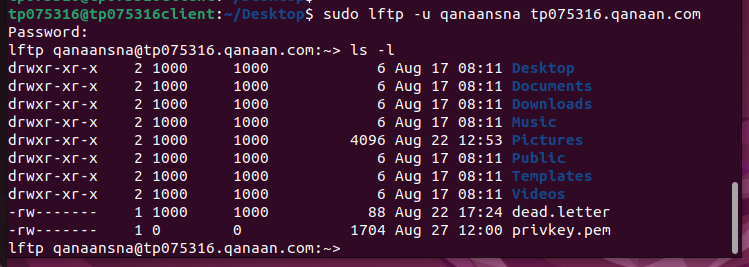 tp075316@tp075316client:~/Desktop$ sudo lftp -u qanaansna tp075316.qanaan.com
Password:
lftp qanaansna@tp075316.qanaan.com:~> ls -l
drwxr-xr-x    2 1000     1000            6 Aug 17 08:11 Desktop
drwxr-xr-x    2 1000     1000            6 Aug 17 08:11 Documents
drwxr-xr-x    2 1000     1000            6 Aug 17 08:11 Downloads
drwxr-xr-x    2 1000     1000            6 Aug 17 08:11 Music
drwxr-xr-x    2 1000     1000         4096 Aug 22 12:53 Pictures
drwxr-xr-x    2 1000     1000            6 Aug 17 08:11 Public
drwxr-xr-x    2 1000     1000            6 Aug 17 08:11 Templates
drwxr-xr-x    2 1000     1000            6 Aug 17 08:11 Videos
-rw-------    1 1000     1000           88 Aug 22 17:24 dead.letter
-rw-------    1 0        0            1704 Aug 27 12:00 privkey.pem
lftp qanaansna@tp075316.qanaan.com:~>